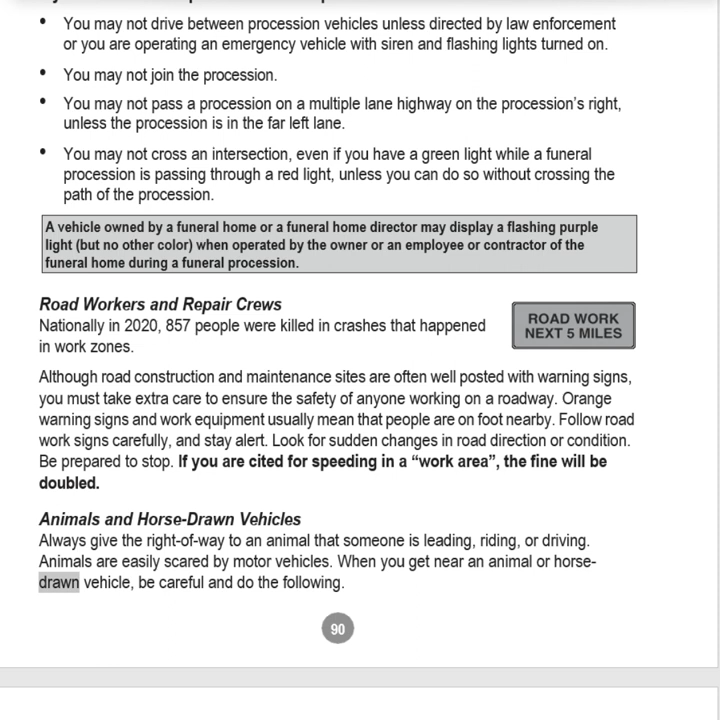 • You may not drive between procession vehicles unless directed by law enforcement
or you are operating an emergency vehicle with siren and flashing lights turned on.
• You may not join the procession.
• You may not pass a procession on a multiple lane highway on the procession's right,
unless the procession is in the far left lane.
• You may not cross an intersection, even if you have a green light while a funeral
procession is passing through a red light, unless you can do so without crossing the
path of the procession.
A vehicle owned by a funeral home or a funeral home director may display a flashing purple
light (but no other color) when operated by the owner or an employee or contractor of the
funeral home during a funeral procession.
Road Workers and Repair Crews
Nationally in 2020, 857 people were killed in crashes that happened
in work zones.
ROAD WORK
NEXT 5 MILES
Although road construction and maintenance sites are often well posted with warning signs,
you must take extra care to ensure the safety of anyone working on a roadway. Orange
warning signs and work equipment usually mean that people are on foot nearby. Follow road
work signs carefully, and stay alert. Look for sudden changes in road direction or condition.
Be prepared to stop. If you are cited for speeding in a “work area”, the fine will be
doubled.
Animals and Horse-Drawn Vehicles
Always give the right-of-way to an animal that someone is leading, riding, or driving.
Animals are easily scared by motor vehicles. When you get near an animal or horse-
drawn vehicle, be careful and do the following.
90